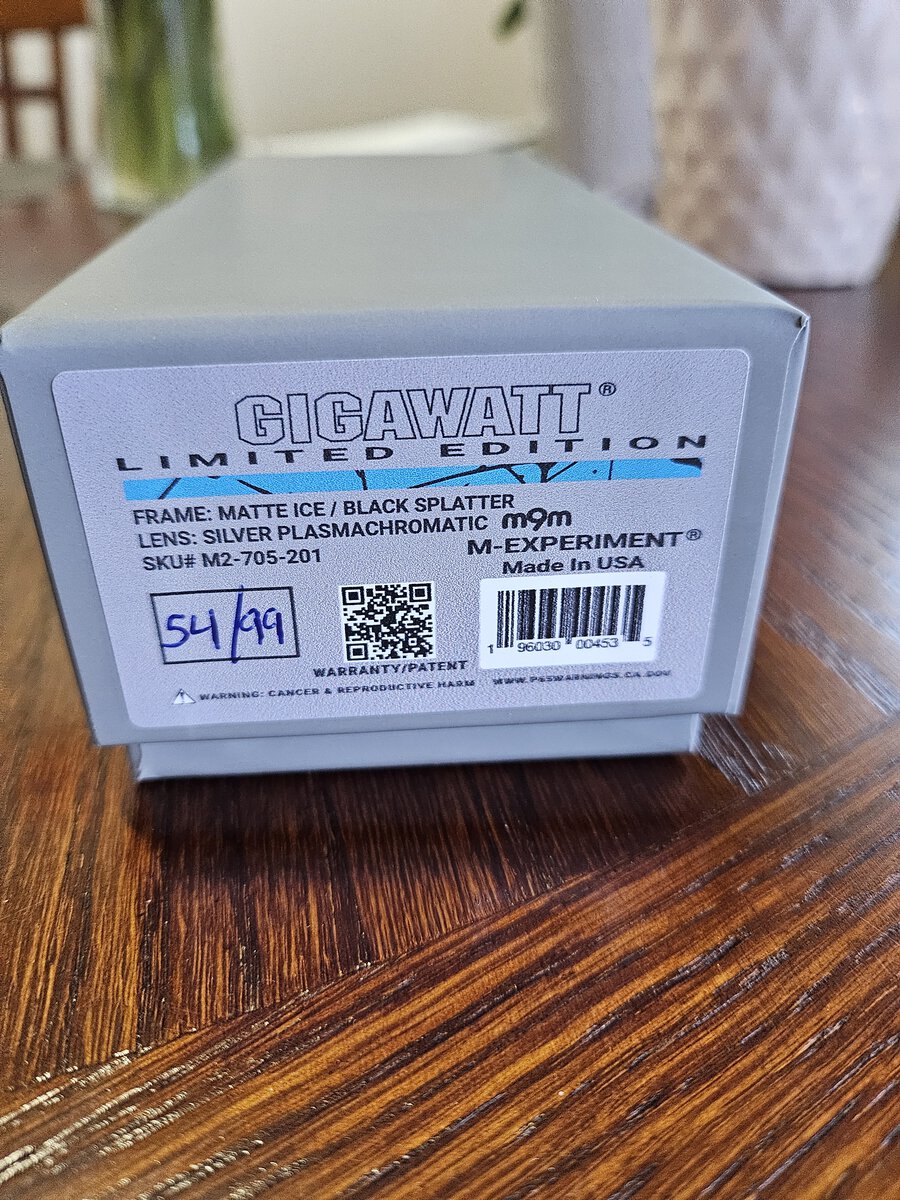 GIGAWATT®
LIMITED EDITION
FRAME: MATTE ICE / BLACK SPLATTER
LENS: SILVER PLASMACHROMATIC
SKU# M2-705-201
m9m
M-EXPERIMENT®
Made In USA
54/99
WARRANTY/PATENT
1 96030 00453 5
WARNING: CANCER & REPRODUCTIVE HARM WWW.P65WARNINGS.CA.GOV